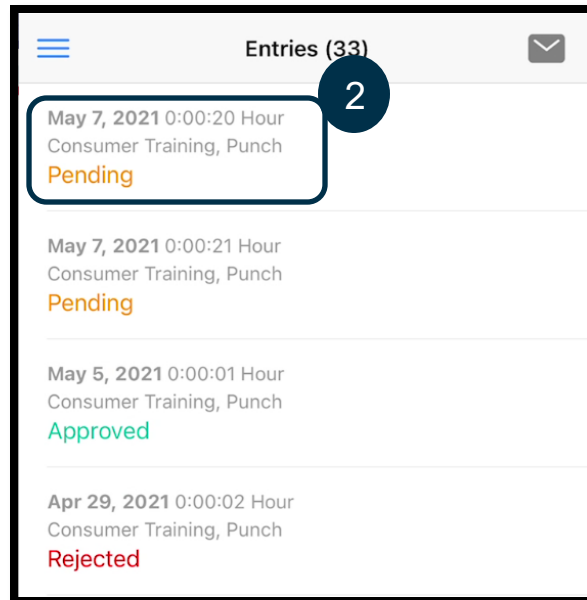 Entries (33)
2
May 7, 2021 0:00:20 Hour
Consumer Training, Punch
Pending
May 7, 2021 0:00:21 Hour
Consumer Training, Punch
Pending
May 5, 2021 0:00:01 Hour
Consumer Training, Punch
Approved
Apr 29, 2021 0:00:02 Hour
Consumer Training, Punch
Rejected